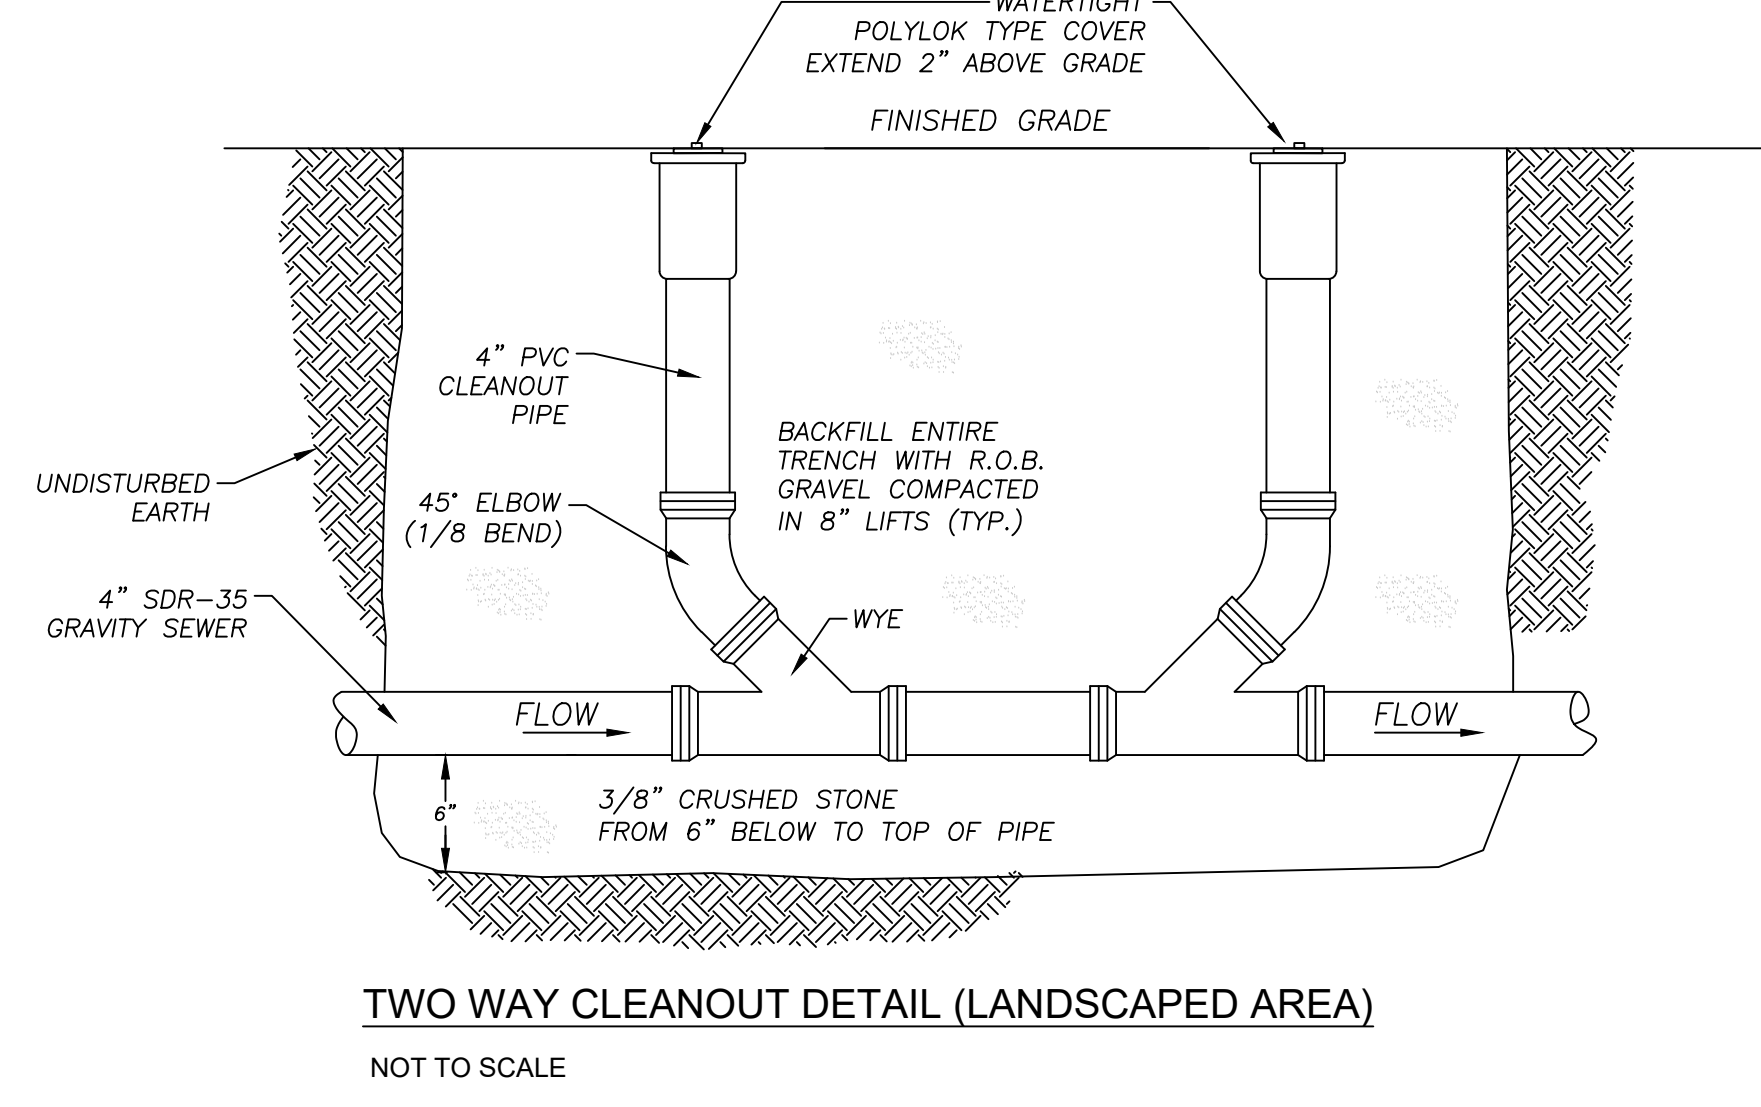 WATERTIGHT
POLYLOK TYPE COVER
EXTEND 2” ABOVE GRADE
FINISHED GRADE
4” PVC
CLEANOUT
PIPE
BACKFILL ENTIRE
TRENCH WITH R.O.B.
GRAVEL COMPACTED
IN 8” LIFTS (TYP.)
UNDISTURBED
EARTH
45° ELBOW
(1/8 BEND)
4” SDR-35
GRAVITY SEWER
WYE
FLOW
FLOW
6”
3/8” CRUSHED STONE
FROM 6” BELOW TO TOP OF PIPE
TWO WAY CLEANOUT DETAIL (LANDSCAPED AREA)
NOT TO SCALE